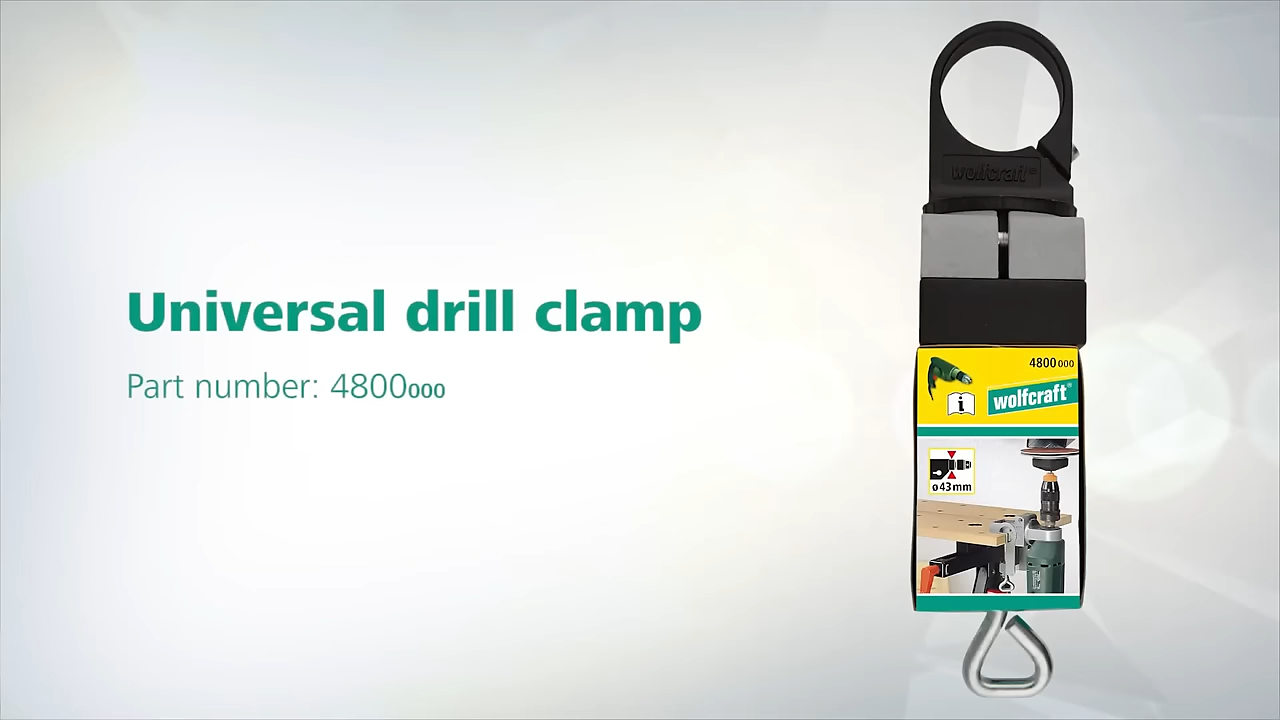 Universal drill clamp
Part number: 4800000
wolfcraft®
4800000
i
wolfcraft®
ø43mm